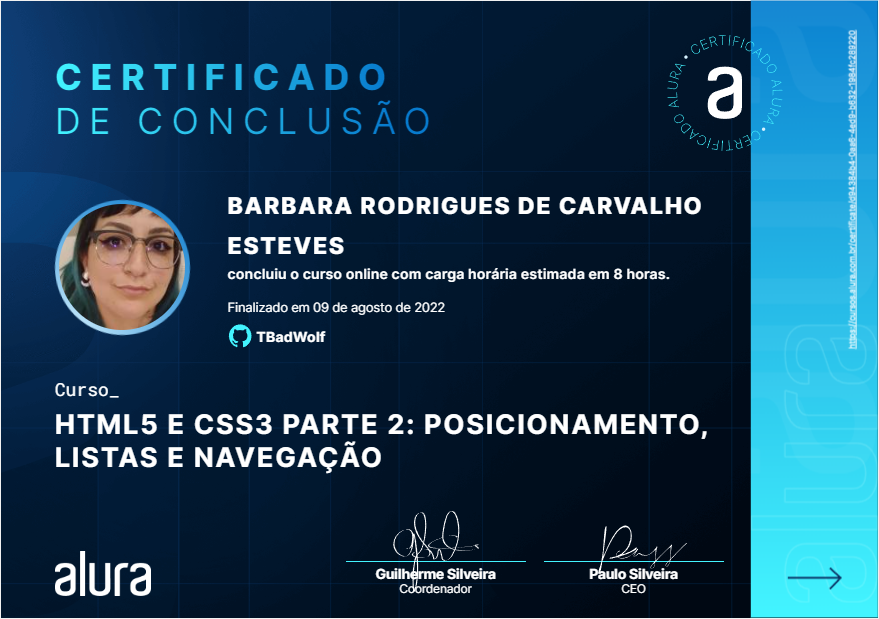 CERTIFICADO
DE CONCLUSÃO
CERTIFICADO ALURA • CERTIFICADO ALURA •
a
BARBARA RODRIGUES DE CARVALHO
ESTEVES
concluiu o curso online com carga horária estimada em 8 horas.
Finalizado em 09 de agosto de 2022
TBadWolf
Curso_
HTML5 E CSS3 PARTE 2: POSICIONAMENTO,
LISTAS E NAVEGAÇÃO
alura
Guilherme Silveira
Coordenador
Paulo Silveira
CEO
alura